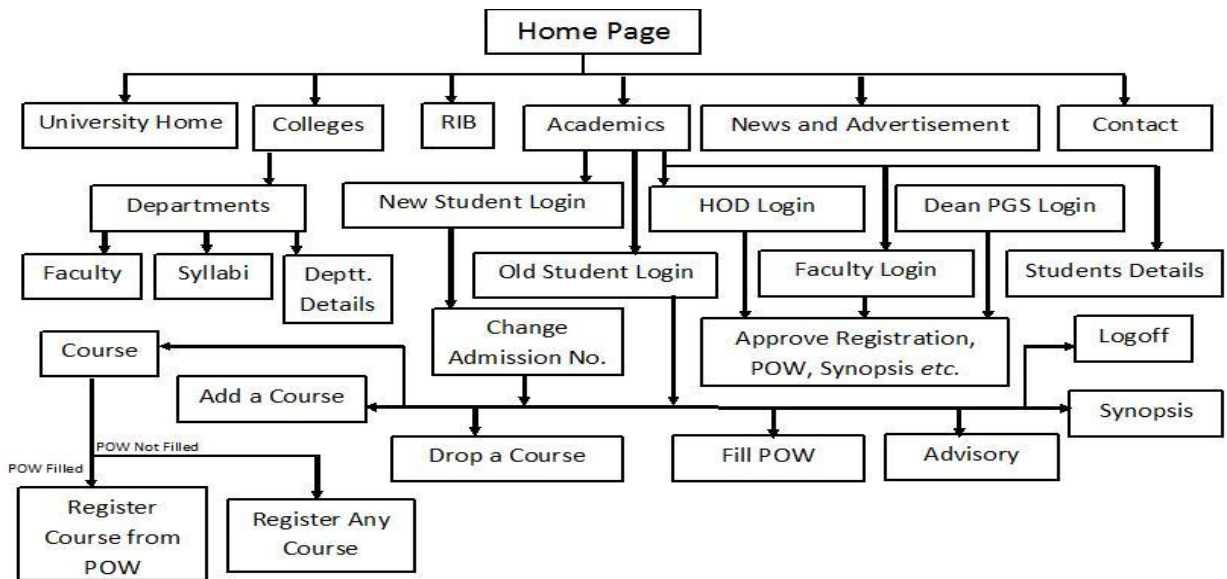 Home Page
University Home
Colleges
RIB
Academics
News and Advertisement
Contact
Departments
New Student Login
HOD Login
Dean PGS Login
Faculty
Syllabi
Deptt.
Details
Old Student Login
Faculty Login
Students Details
Change
Admission No.
Approve Registration,
POW, Synopsis etc.
Logoff
Course
Add a Course
Synopsis
Drop a Course
Fill POW
Advisory
POW Not Filled
POW Filled
Register
Course from
POW
Register Any
Course